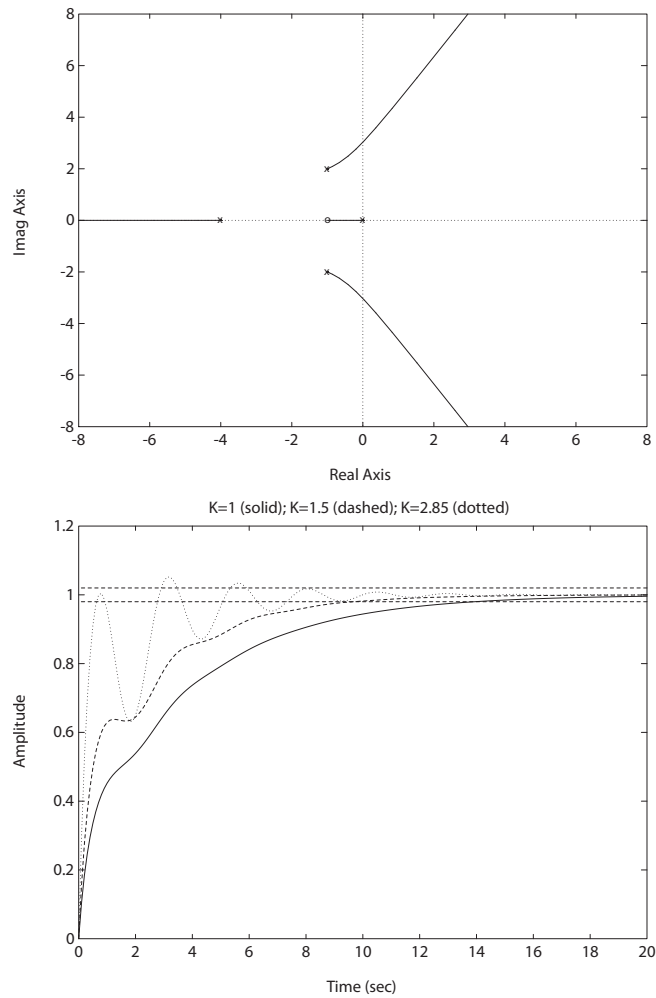 8
6
4
2
0
-2
-4
-6
-8
Imag Axis
-8 -6 -4 -2 0 2 4 6 8
Real Axis
K=1 (solid); K=1.5 (dashed); K=2.85 (dotted)
1.2
1
0.8
0.6
0.4
0.2
0
Amplitude
0 2 4 6 8 10 12 14 16 18 20
Time (sec)